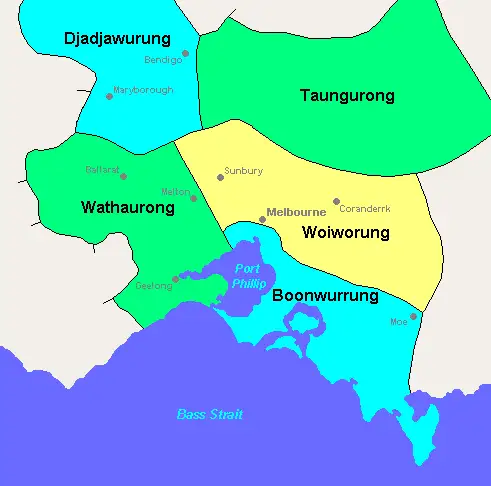 Djadjawurung
Bendigo
Maryborough
Taungurong
Ballarat
Sunbury
Melton
Wathaurong
Coranderrk
Melbourne
Woiworung
Port
Phillip
Geelong
Boonwurrung
Moe
Bass Strait